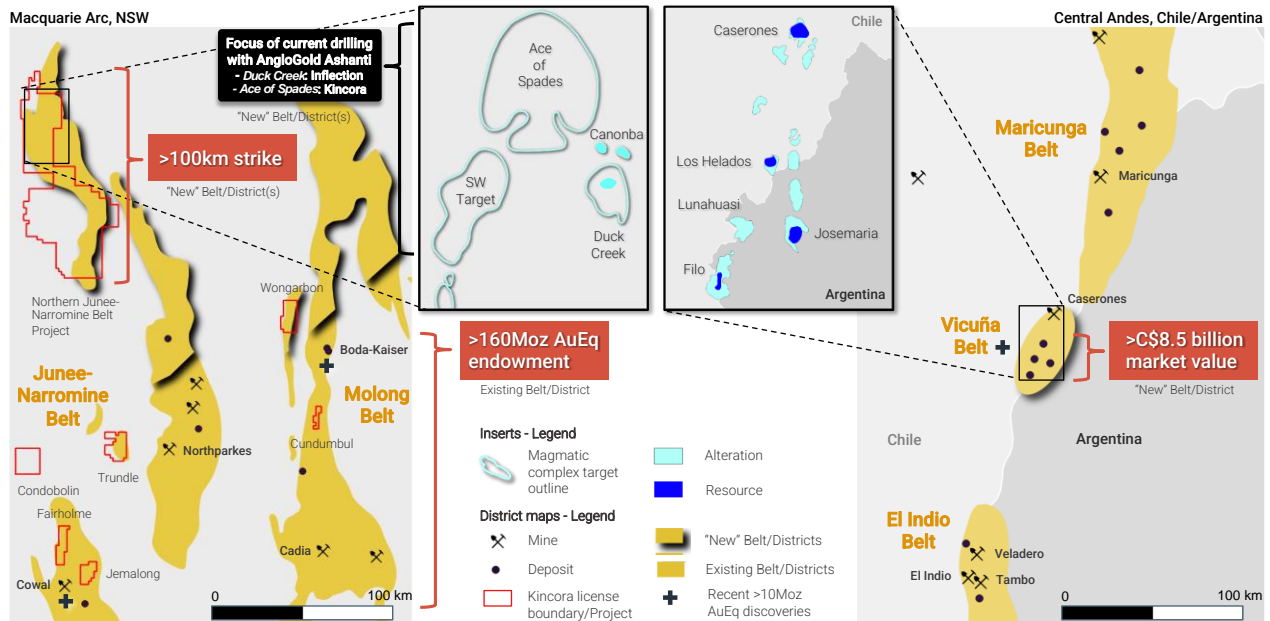 Macquarie Arc, NSW
Focus of current drilling
with AngloGold Ashanti
- Duck Creek: Inflection
- Ace of Spades: Kincora
"New" Belt/District(s)
>100km strike
"New" Belt/District(s)
Northern Junee-
Narromine Belt
Project
Wongarbon
Boda-Kaiser
Junee-
Narromine
Belt
Molong
Belt
Northparkes
Cundumbul
Trundle
Condobolin
Fairholme
Cadia
Jemalong
Cowal
0
100 km
Ace
of
Spades
Canonba
SW
Target
Duck
Creek
>160Moz AuEq
endowment
Existing Belt/District
Inserts - Legend
Magmatic
complex target
outline
Alteration
Resource
District maps - Legend
Mine
"New" Belt/Districts
Deposit
Existing Belt/Districts
Kincora license
boundary/Project
Recent >10Moz
AuEq discoveries
Chile
Caserones
Los Helados
Lunahuasi
Josemaria
Filo
Argentina
Central Andes, Chile/Argentina
Maricunga
Belt
Maricunga
Caserones
Vicuña
Belt
>C$8.5 billion
market value
"New" Belt/District
Chile
Argentina
El Indio
Belt
Veladero
El Indio
Tambo
0
100 km